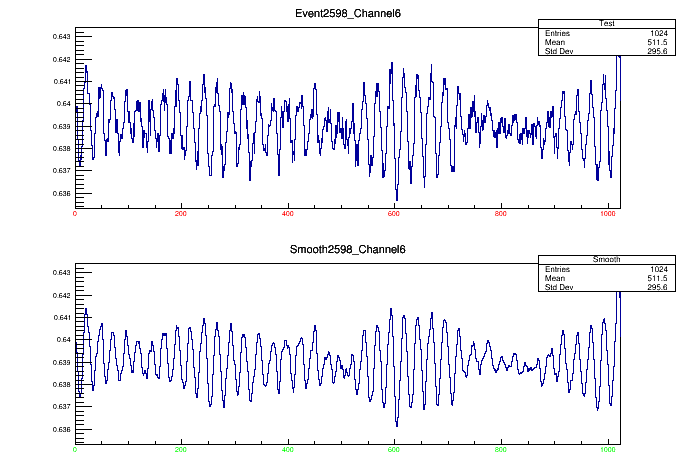 Event2598_Channel6
Test
Entries 1024
Mean 511.5
Std Dev 295.6
0.643
0.642
0.641
0.64
0.639
0.638
0.637
0.636
0 200 400 600 800 1000
Smooth2598_Channel6
Smooth
Entries 1024
Mean 511.5
Std Dev 295.6
0.643
0.642
0.641
0.64
0.639
0.638
0.637
0.636
0 200 400 600 800 1000